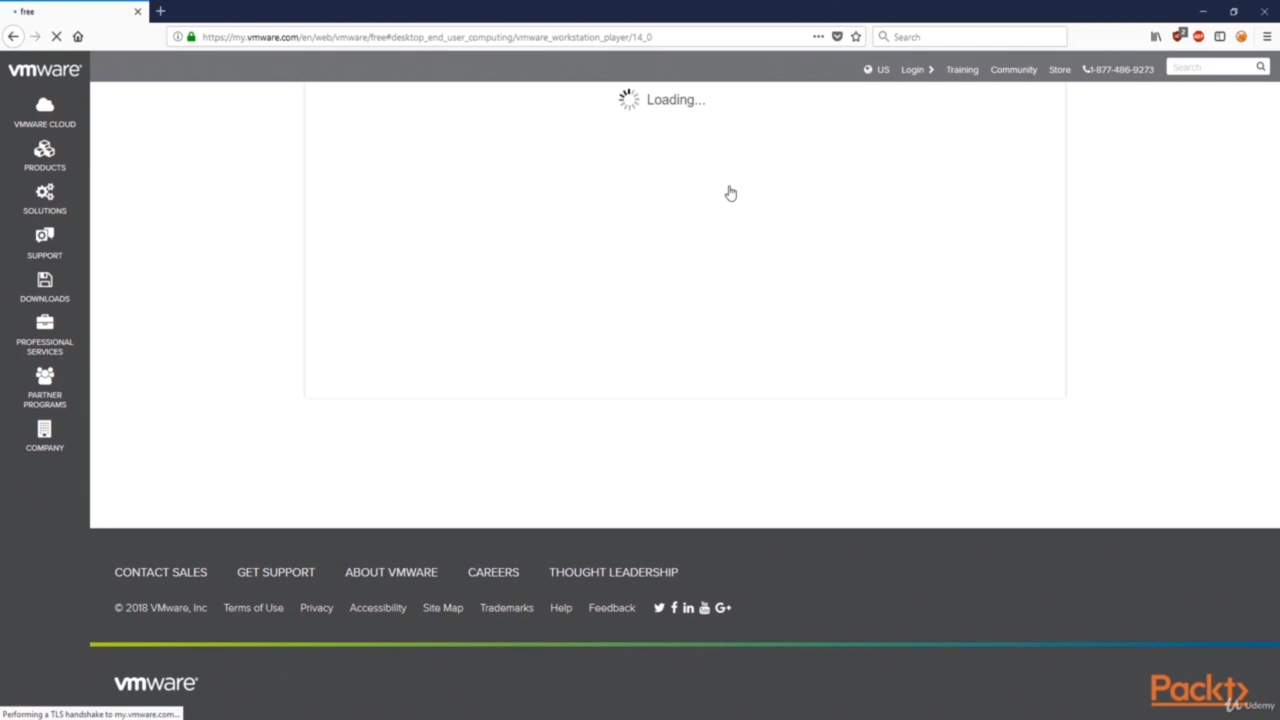 free
https://my.vmware.com/en/web/vmware/free#desktop_end_user_computing/vmware_workstation_player/14_0
Search
2
ABP
vmware
US
Login
Training
Community
Store
1-877-486-9273
Search
VMWARE CLOUD
PRODUCTS
SOLUTIONS
SUPPORT
DOWNLOADS
PROFESSIONAL
SERVICES
PARTNER
PROGRAMS
COMPANY
Loading...
CONTACT SALES
GET SUPPORT
ABOUT VMWARE
CAREERS
THOUGHT LEADERSHIP
© 2018 VMware, Inc
Terms of Use
Privacy
Accessibility
Site Map
Trademarks
Help
Feedback
vmware
Performing a TLS handshake to my.vmware.com...
Packt
Udemy